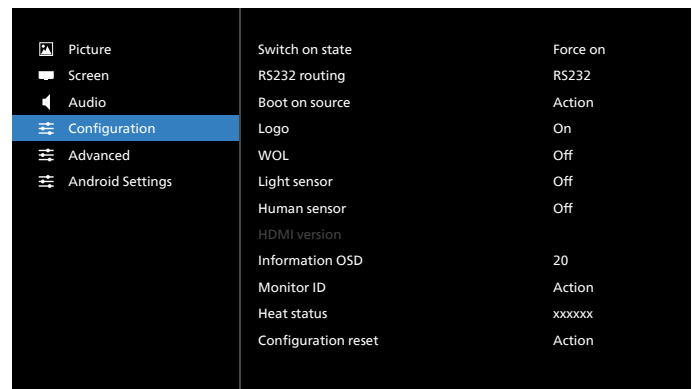 Picture
Screen
Audio
Configuration
Advanced
Android Settings
Switch on state Force on
RS232 routing RS232
Boot on source Action
Logo On
WOL Off
Light sensor Off
Human sensor Off
HDMI version
Information OSD 20
Monitor ID Action
Heat status xxxxxx
Configuration reset Action